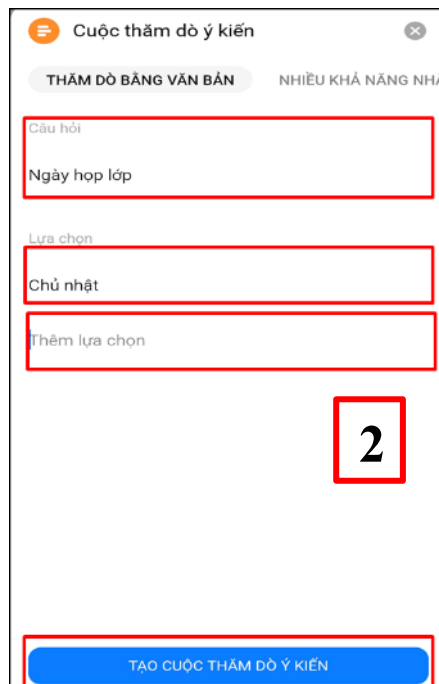 Cuộc thăm dò ý kiến
THĂM DÒ BẰNG VĂN BẢN NHIỀU KHẢ NĂNG NHẤ
Câu hỏi
Ngày họp lớp
Lựa chọn
Chủ nhật
Thêm lựa chọn
2
TẠO CUỘC THĂM DÒ Ý KIẾN